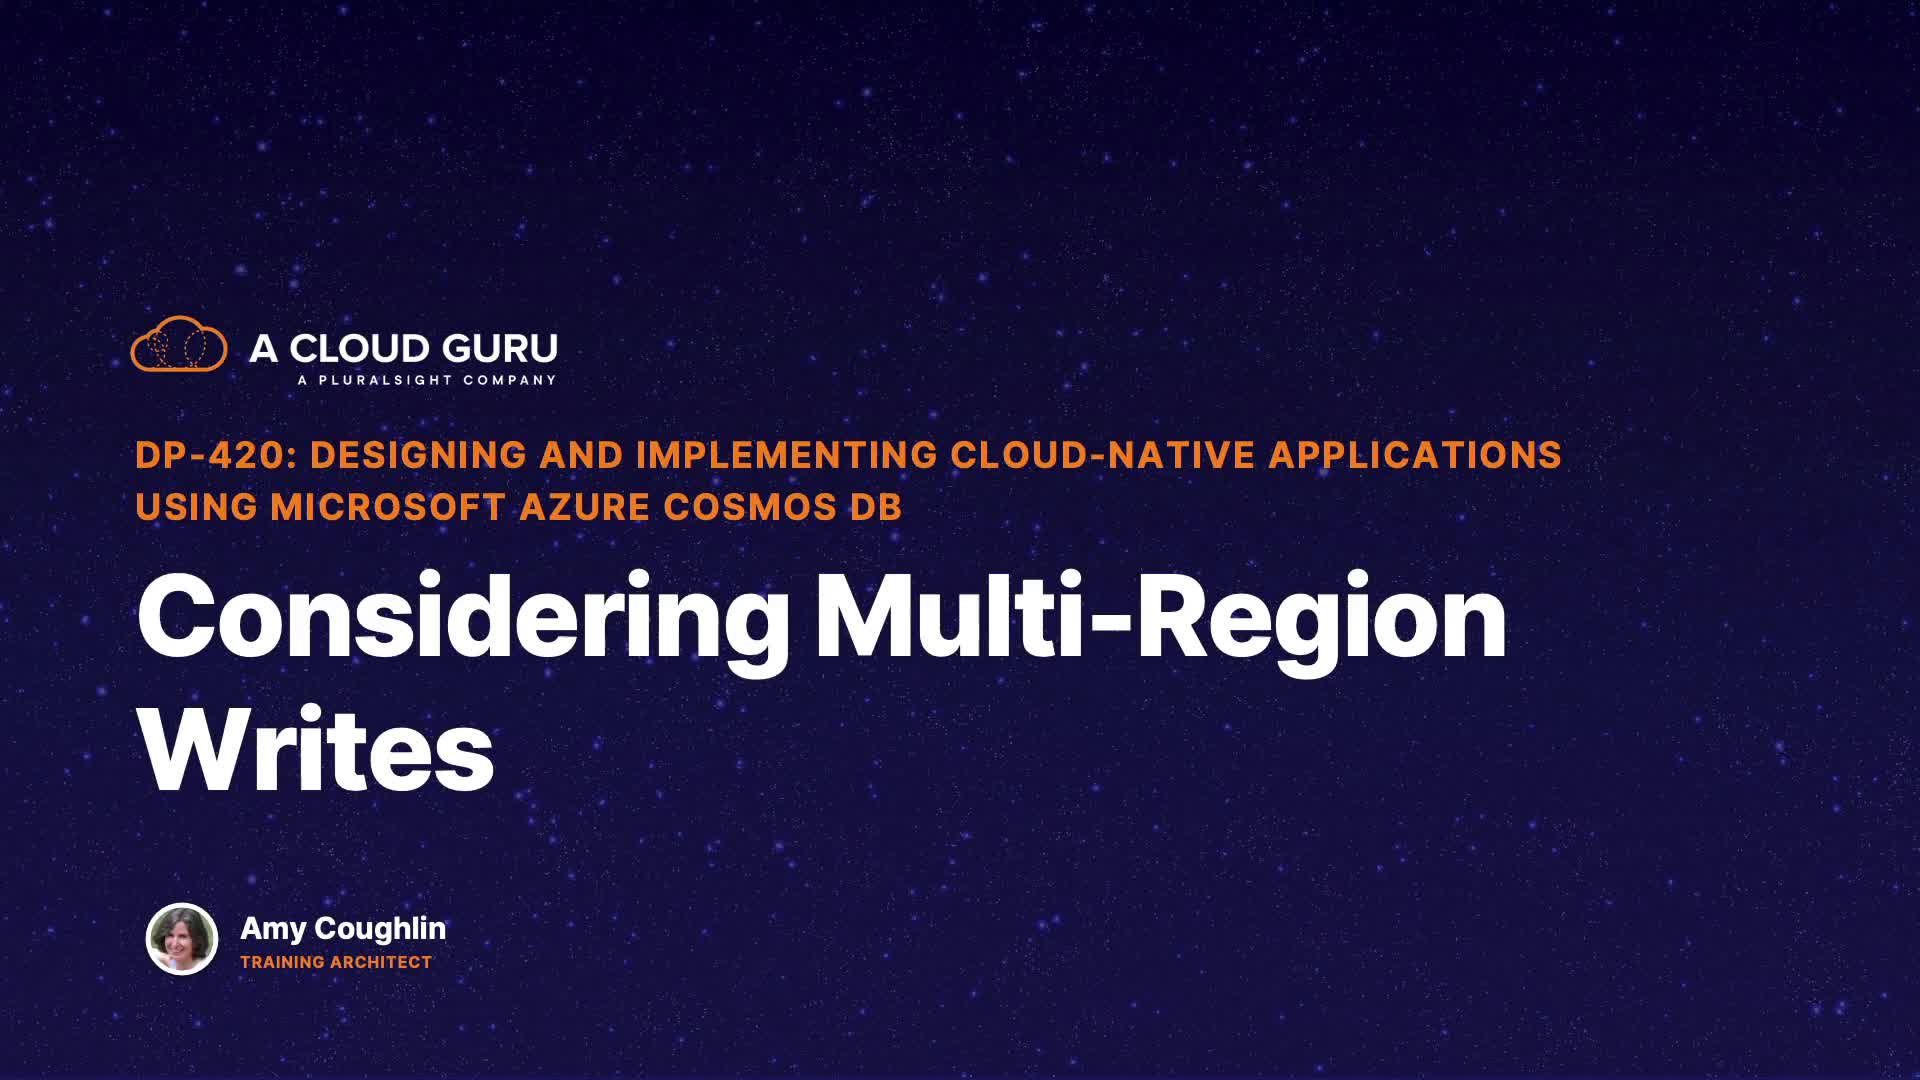 A CLOUD GURU
A PLURALSIGHT COMPANY
DP-420: DESIGNING AND IMPLEMENTING CLOUD-NATIVE APPLICATIONS
USING MICROSOFT AZURE COSMOS DB
Considering Multi-Region
Writes
Amy Coughlin
TRAINING ARCHITECT